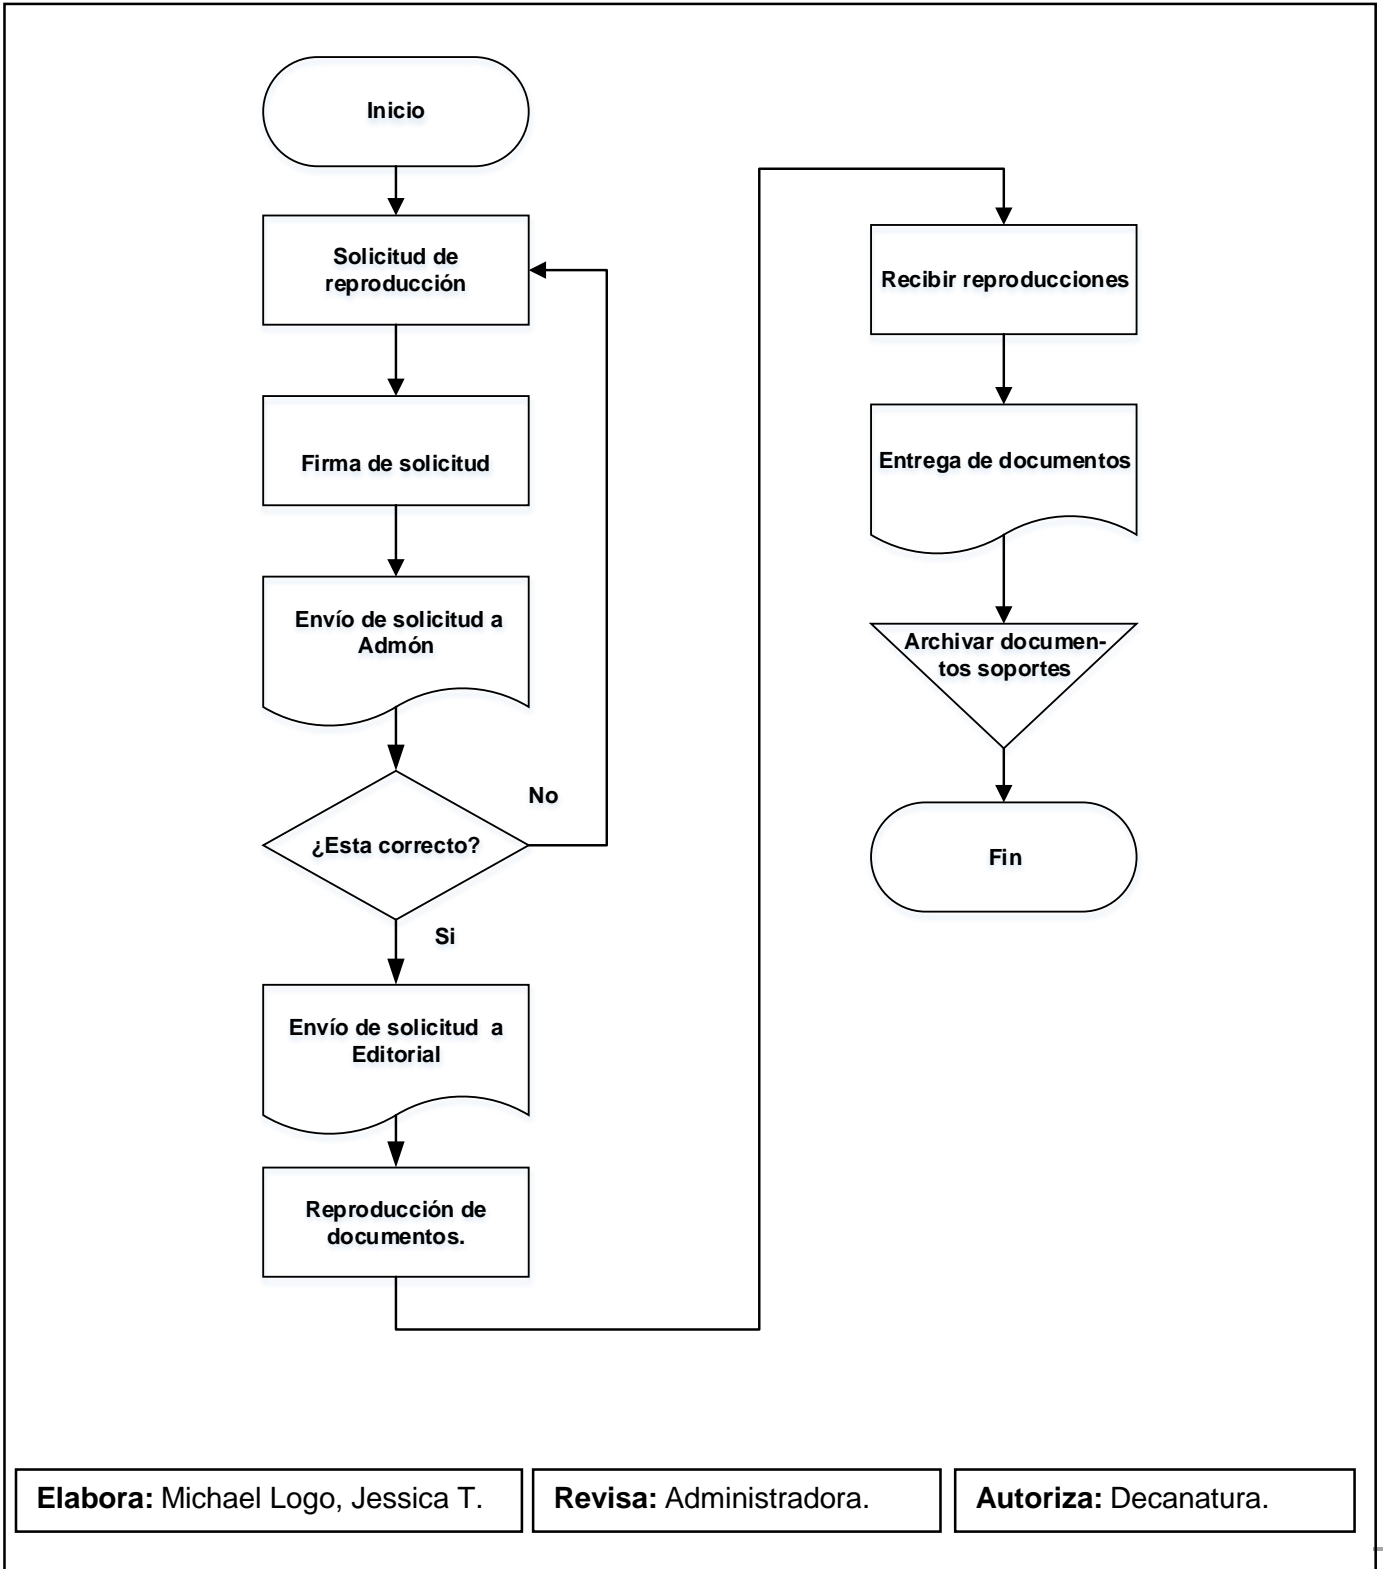 Inicio
Solicitud de
reproducción
Firma de solicitud
Envío de solicitud a
Admón
¿Esta correcto?
No
Si
Envío de solicitud  a
Editorial
Reproducción de
documentos.
Recibir reproducciones
Entrega de documentos
Archivar documen-
tos soportes
Fin
Elabora: Michael Logo, Jessica T.
Revisa: Administradora.
Autoriza: Decanatura.